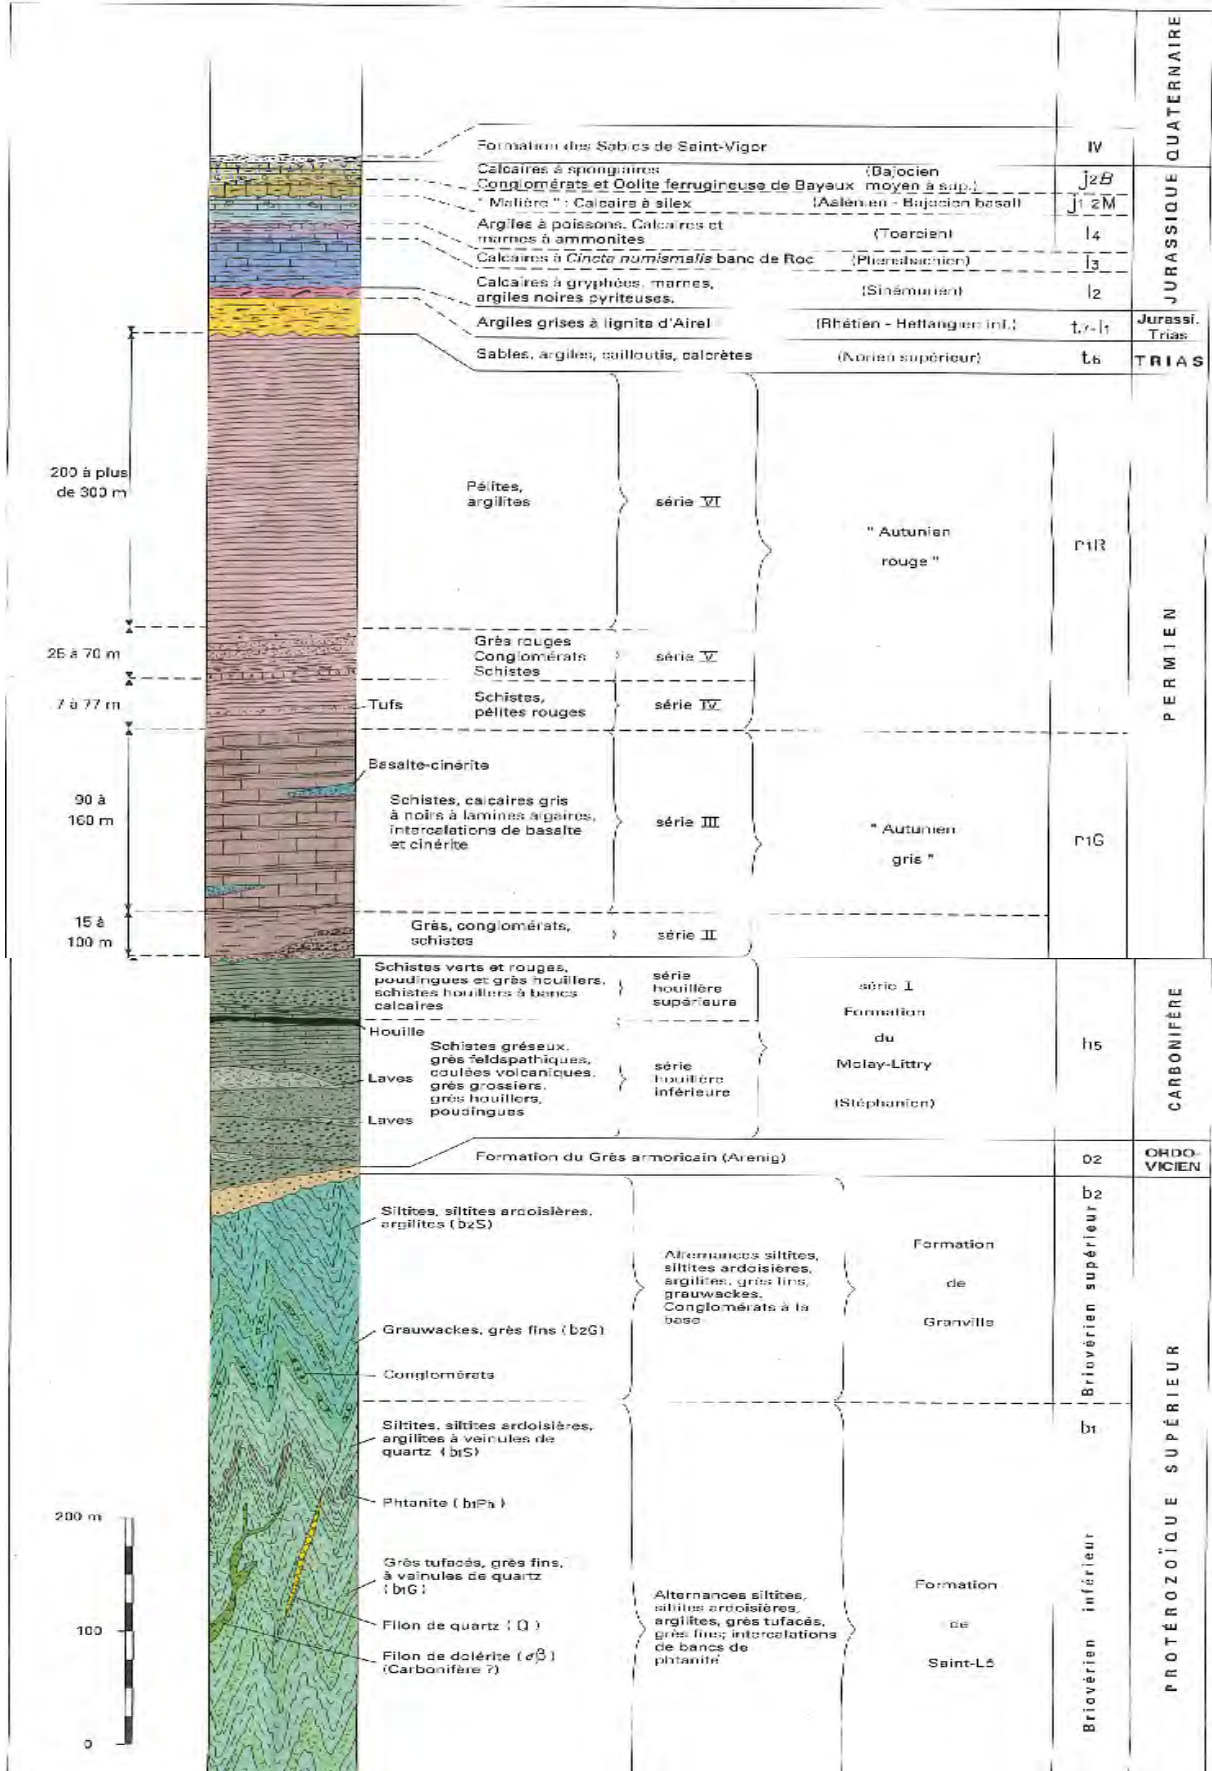 QUATERNAIRE
Formation des Sables de Saint-Vigor
IV
JURASSIQUE
Calcaires à spongiaires
(Bajocien
Conglomérats et Oolite ferrugineuse de Bayeux
moyen à sup.)
j2B
" Malière " : Calcaire à silex
(Aalénien - Bajocien basal)
j1-2M
Argiles à poissons. Calcaires et
marnes à ammonites
(Toarcien)
l4
Calcaires à Cincta numismalis banc de Roc
(Pliensbachien)
l3
Calcaires à gryphées, marnes,
argiles noires pyriteuses.
(Sinémurien)
l2
Argiles grises à lignite d'Airel
(Rhétien - Hettangien inf.)
t7-l1
Jurassi.
Trias
Sables, argiles, cailloutis, calcrètes
(Norien supérieur)
t6
TRIAS
200 à plus
de 300 m
Pélites,
argilites
série VI
" Autunien
rouge "
r1R
PERMIEN
25 à 70 m
Grès rouges
Conglomérats
Schistes
série V
7 à 77 m
Tufs
Schistes,
pélites rouges
série IV
Basalte-cinérite
90 à
160 m
Schistes, calcaires gris
à noirs à lamines algaires,
intercalations de basalte
et cinérite
série III
" Autunien
gris "
r1G
15 à
100 m
Grès, conglomérats,
schistes
série II
Schistes verts et rouges,
poudingues et grès houillers,
schistes houillers à bancs
calcaires
série
houillère
supérieure
série I
Formation
du
Molay-Littry
(Stéphanien)
h5
CARBONIFÈRE
Houille
Schistes gréseux,
grès feldspathiques,
coulées volcaniques,
grès grossiers,
grès houillers,
poudingues
Laves
Laves
série
houillère
inférieure
Formation du Grès armoricain (Arenig)
O2
ORDO-
VICIEN
Siltites, siltites ardoisières,
argilites (b2S)
Grauwackes, grès fins (b2G)
Conglomérats
Alternances siltites,
siltites ardoisières,
argilites, grès fins,
grauwackes.
Conglomérats à la
base
Formation
de
Granville
b2
Briovérien supérieur
PROTÉROZOÏQUE SUPÉRIEUR
Siltites, siltites ardoisières,
argilites à veinules de
quartz (b1S)
Phtanite (b1Ph)
Grès tufacés, grès fins,
à veinules de quartz
(b1G)
Filon de quartz (Q)
Filon de dolérite (σβ)
(Carbonifère ?)
Alternances siltites,
siltites ardoisières,
argilites, grès tufacés,
grès fins; intercalations
de bancs de
phtanité
Formation
de
Saint-Lô
b1
Briovérien inférieur
200 m
100
0